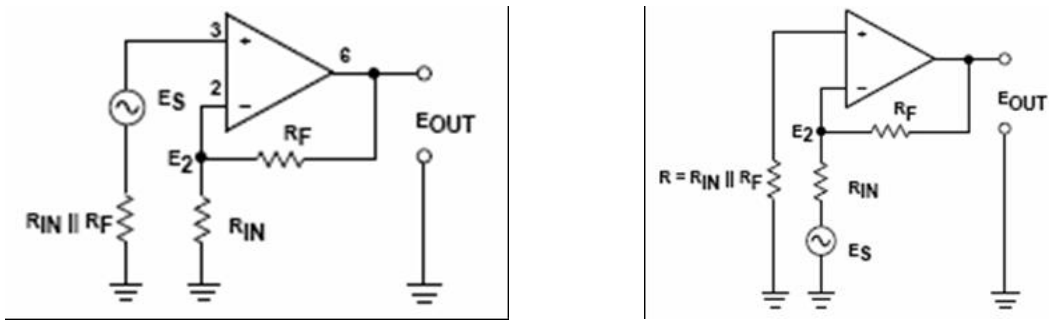 3
+
6
2
−
ES
EOUT
RF
E2
RIN || RF
RIN
+
−
EOUT
RF
E2
R = RIN || RF
RIN
ES